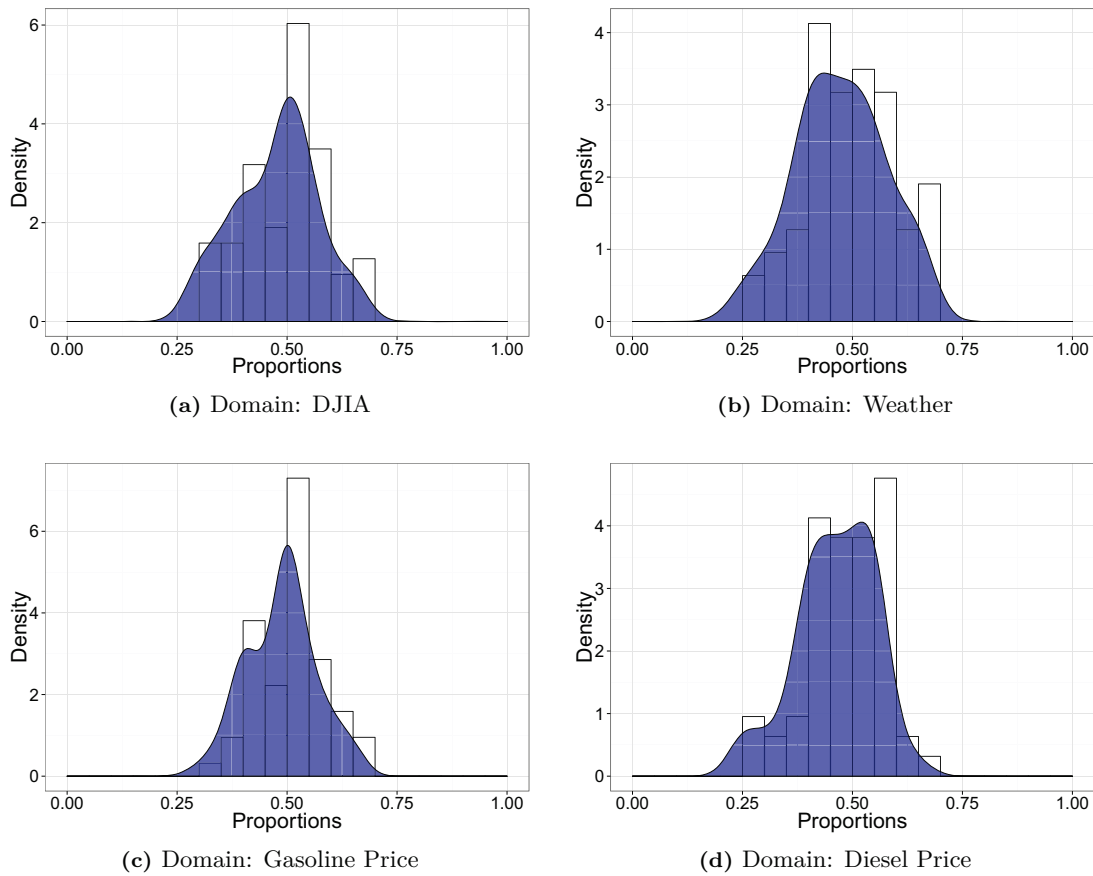 6
4
2
0
Density
0.00 0.25 0.50 0.75 1.00
Proportions
(a) Domain: DJIA
4
3
2
1
0
Density
0.00 0.25 0.50 0.75 1.00
Proportions
(b) Domain: Weather
6
4
2
0
Density
0.00 0.25 0.50 0.75 1.00
Proportions
(c) Domain: Gasoline Price
4
3
2
1
0
Density
0.00 0.25 0.50 0.75 1.00
Proportions
(d) Domain: Diesel Price